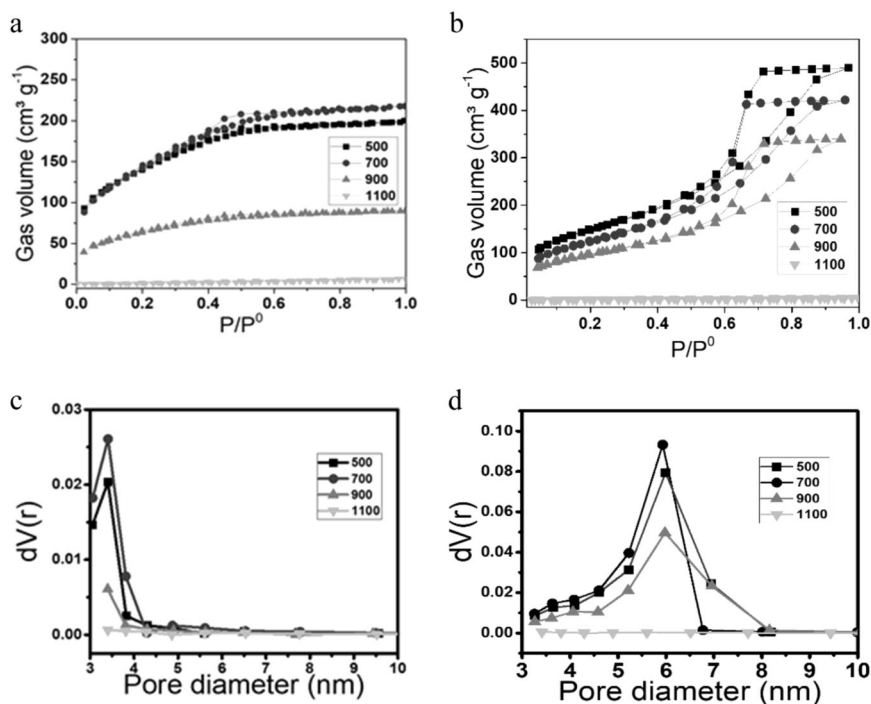 a
Gas volume (cm³ g⁻¹)
300
250
200
150
100
50
0
500
700
900
1100
0.0 0.2 0.4 0.6 0.8 1.0
P/P⁰
b
Gas volume (cm³ g⁻¹)
500
400
300
200
100
0
500
700
900
1100
0.2 0.4 0.6 0.8 1.0
P/P⁰
c
dV(r)
0.03
0.02
0.01
0.00
500
700
900
1100
3 4 5 6 7 8 9 10
Pore diameter (nm)
d
dV(r)
0.10
0.08
0.06
0.04
0.02
0.00
500
700
900
1100
3 4 5 6 7 8 9 10
Pore diameter (nm)